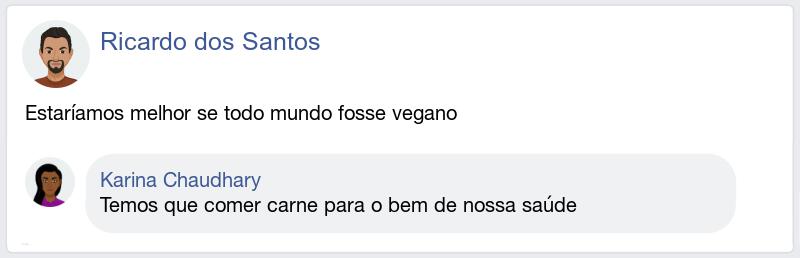 Ricardo dos Santos
Estaríamos melhor se todo mundo fosse vegano
Karina Chaudhary
Temos que comer carne para o bem de nossa saúde